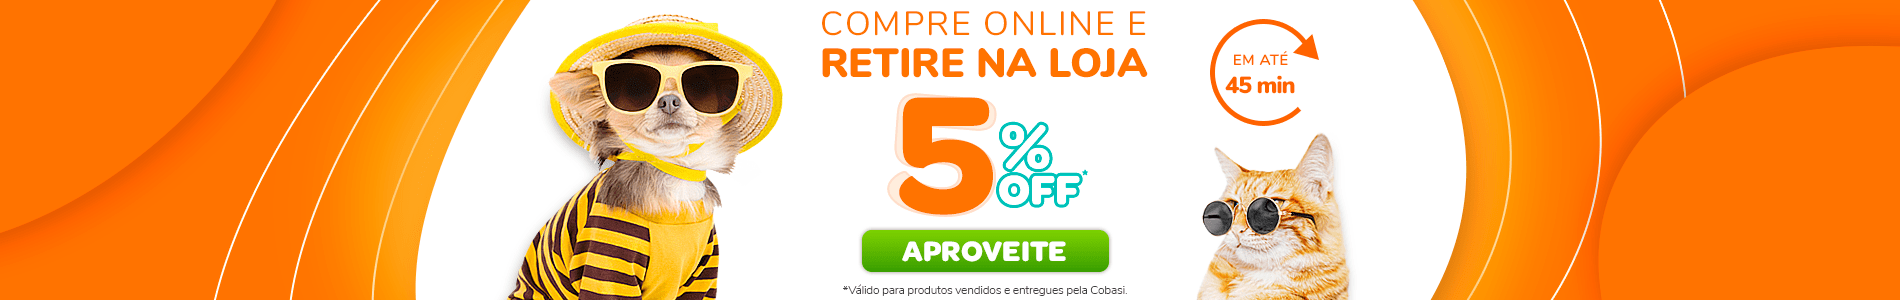 COMPRE ONLINE E
RETIRE NA LOJA
5% OFF*
APROVEITE
*Válido para produtos vendidos e entregues pela Cobasi.
EM ATÉ
45 min